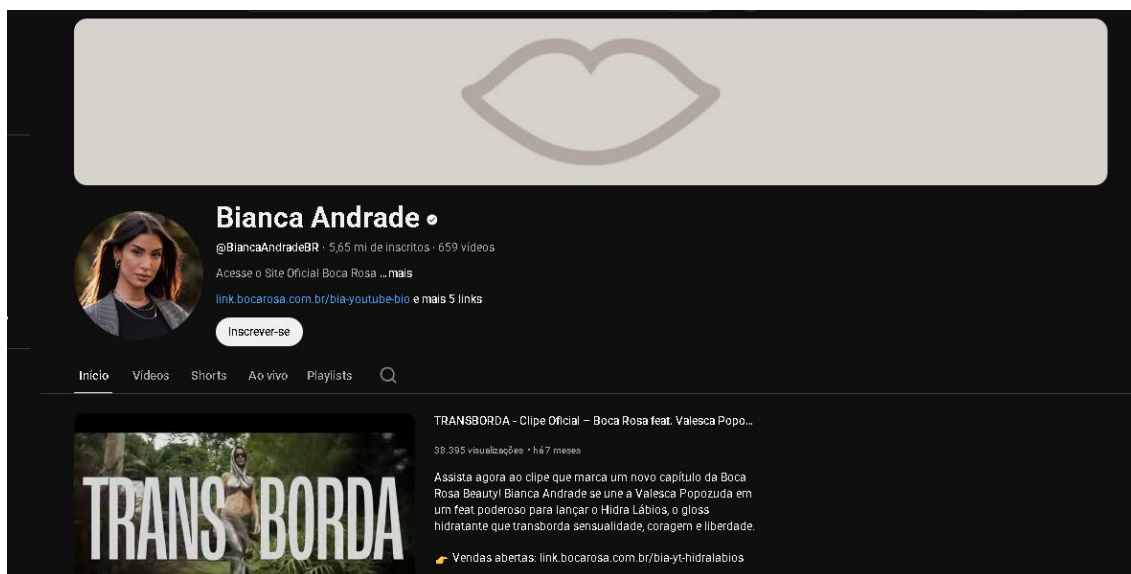 Bianca Andrade
@BiancaAndradeBR · 5,65 mi de inscritos · 659 vídeos
Acesse o Site Oficial Boca Rosa ...mais
link.bocarosa.com.br/bia-youtube-bio e mais 5 links
Inscrever-se
Início Vídeos Shorts Ao vivo Playlists
TRANSBORDA - Clipe Oficial – Boca Rosa feat. Valesca Popo...
38.395 visualizações • há 7 meses
Assista agora ao clipe que marca um novo capítulo da Boca
Rosa Beauty! Bianca Andrade se une a Valesca Popozuda em
um feat poderoso para lançar o Hidra Lábios, o gloss
hidratante que transborda sensualidade, coragem e liberdade.
👉 Vendas abertas: link.bocarosa.com.br/bia-yt-hidralabios
TRANSBORDA